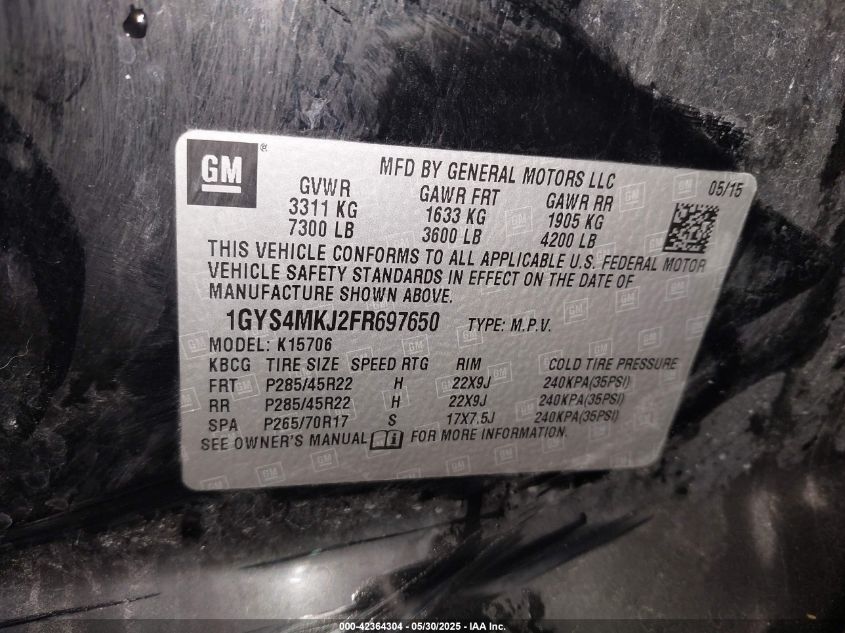 GM ®
MFD BY GENERAL MOTORS LLC
05/15
GVWR GAWR FRT GAWR RR
3311 KG 1633 KG 1905 KG
7300 LB 3600 LB 4200 LB
THIS VEHICLE CONFORMS TO ALL APPLICABLE U.S. FEDERAL MOTOR
VEHICLE SAFETY STANDARDS IN EFFECT ON THE DATE OF
MANUFACTURE SHOWN ABOVE.
1GYS4MKJ2FR697650 TYPE: M.P.V.
MODEL: K15706
KBCG TIRE SIZE SPEED RTG RIM COLD TIRE PRESSURE
FRT P285/45R22 H 22X9J 240KPA(35PSI)
RR P285/45R22 H 22X9J 240KPA(35PSI)
SPA P265/70R17 S 17X7.5J 240KPA(35PSI)
SEE OWNER'S MANUAL i FOR MORE INFORMATION.
000-42364304 - 05/30/2025 - IAA Inc.